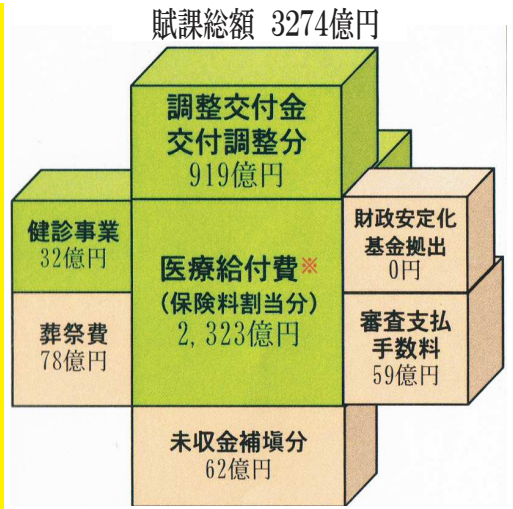 賦課総額 3274億円
調整交付金
交付調整分
919億円
健診事業
32億円
医療給付費※
(保険料割当分)
2,323億円
財政安定化
基金拠出
0円
葬祭費
78億円
審査支払
手数料
59億円
未収金補塡分
62億円